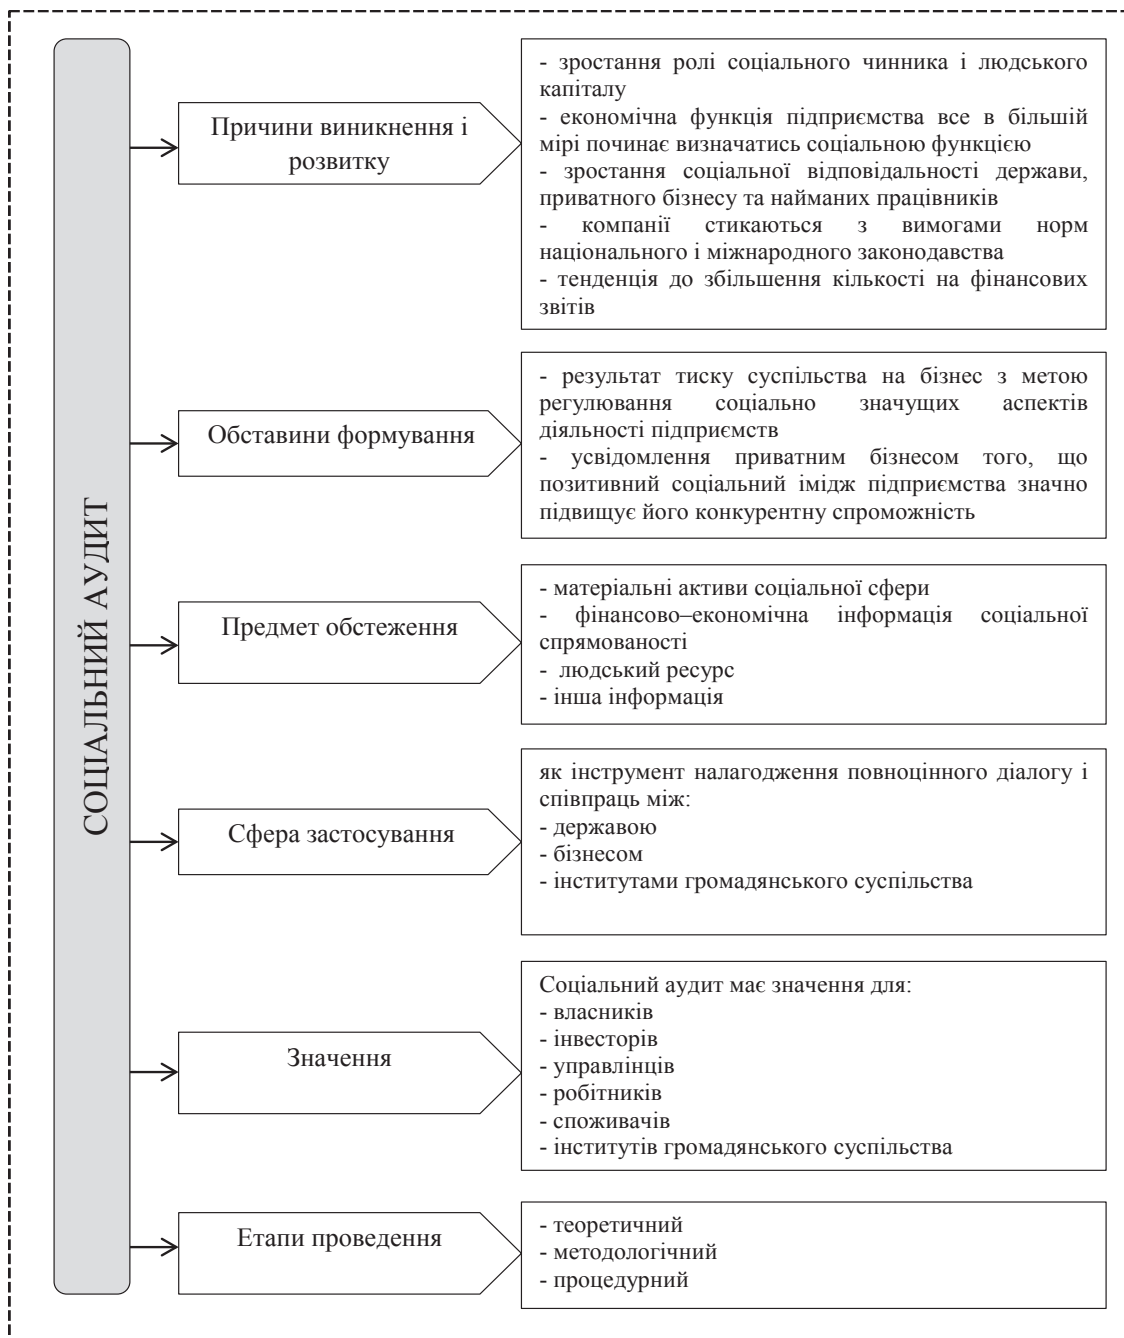 СОЦІАЛЬНИЙ АУДИТ
Причини виникнення і
розвитку
- зростання ролі соціального чинника і людського
капіталу
- економічна функція підприємства все в більшій
мірі починає визначатись соціальною функцією
- зростання соціальної відповідальності держави,
приватного бізнесу та найманих працівників
- компанії стикаються з вимогами норм
національного і міжнародного законодавства
- тенденція до збільшення кількості на фінансових
звітів
Обставини формування
- результат тиску суспільства на бізнес з метою
регулювання соціально значущих аспектів
діяльності підприємств
- усвідомлення приватним бізнесом того, що
позитивний соціальний імідж підприємства значно
підвищує його конкурентну спроможність
Предмет обстеження
- матеріальні активи соціальної сфери
- фінансово–економічна інформація соціальної
спрямованості
- людський ресурс
- інша інформація
Сфера застосування
як інструмент налагодження повноцінного діалогу і
співпраць між:
- державою
- бізнесом
- інститутами громадянського суспільства
Значення
Соціальний аудит має значення для:
- власників
- інвесторів
- управлінців
- робітників
- споживачів
- інститутів громадянського суспільства
Етапи проведення
- теоретичний
- методологічний
- процедурний